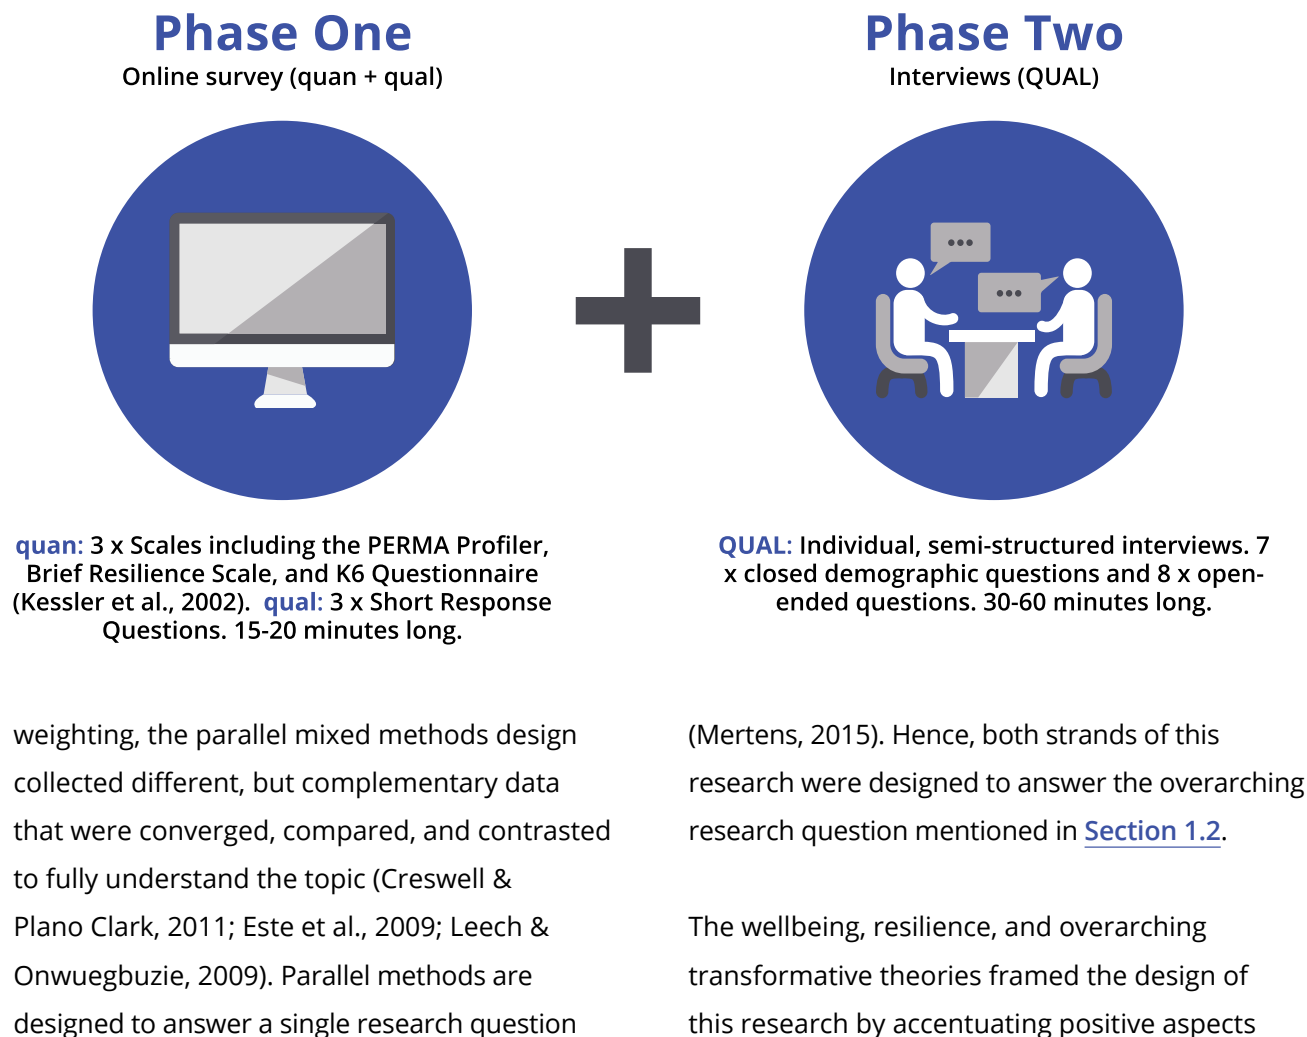 Phase One
Online survey (quan + qual)
quan: 3 x Scales including the PERMA Profiler,
Brief Resilience Scale, and K6 Questionnaire
(Kessler et al., 2002).  qual: 3 x Short Response
Questions. 15-20 minutes long.
Phase Two
Interviews (QUAL)
QUAL: Individual, semi-structured interviews. 7
x closed demographic questions and 8 x open-
ended questions. 30-60 minutes long.
weighting, the parallel mixed methods design
collected different, but complementary data
that were converged, compared, and contrasted
to fully understand the topic (Creswell &
Plano Clark, 2011; Este et al., 2009; Leech &
Onwuegbuzie, 2009). Parallel methods are
designed to answer a single research question
(Mertens, 2015). Hence, both strands of this
research were designed to answer the overarching
research question mentioned in Section 1.2.
The wellbeing, resilience, and overarching
transformative theories framed the design of
this research by accentuating positive aspects